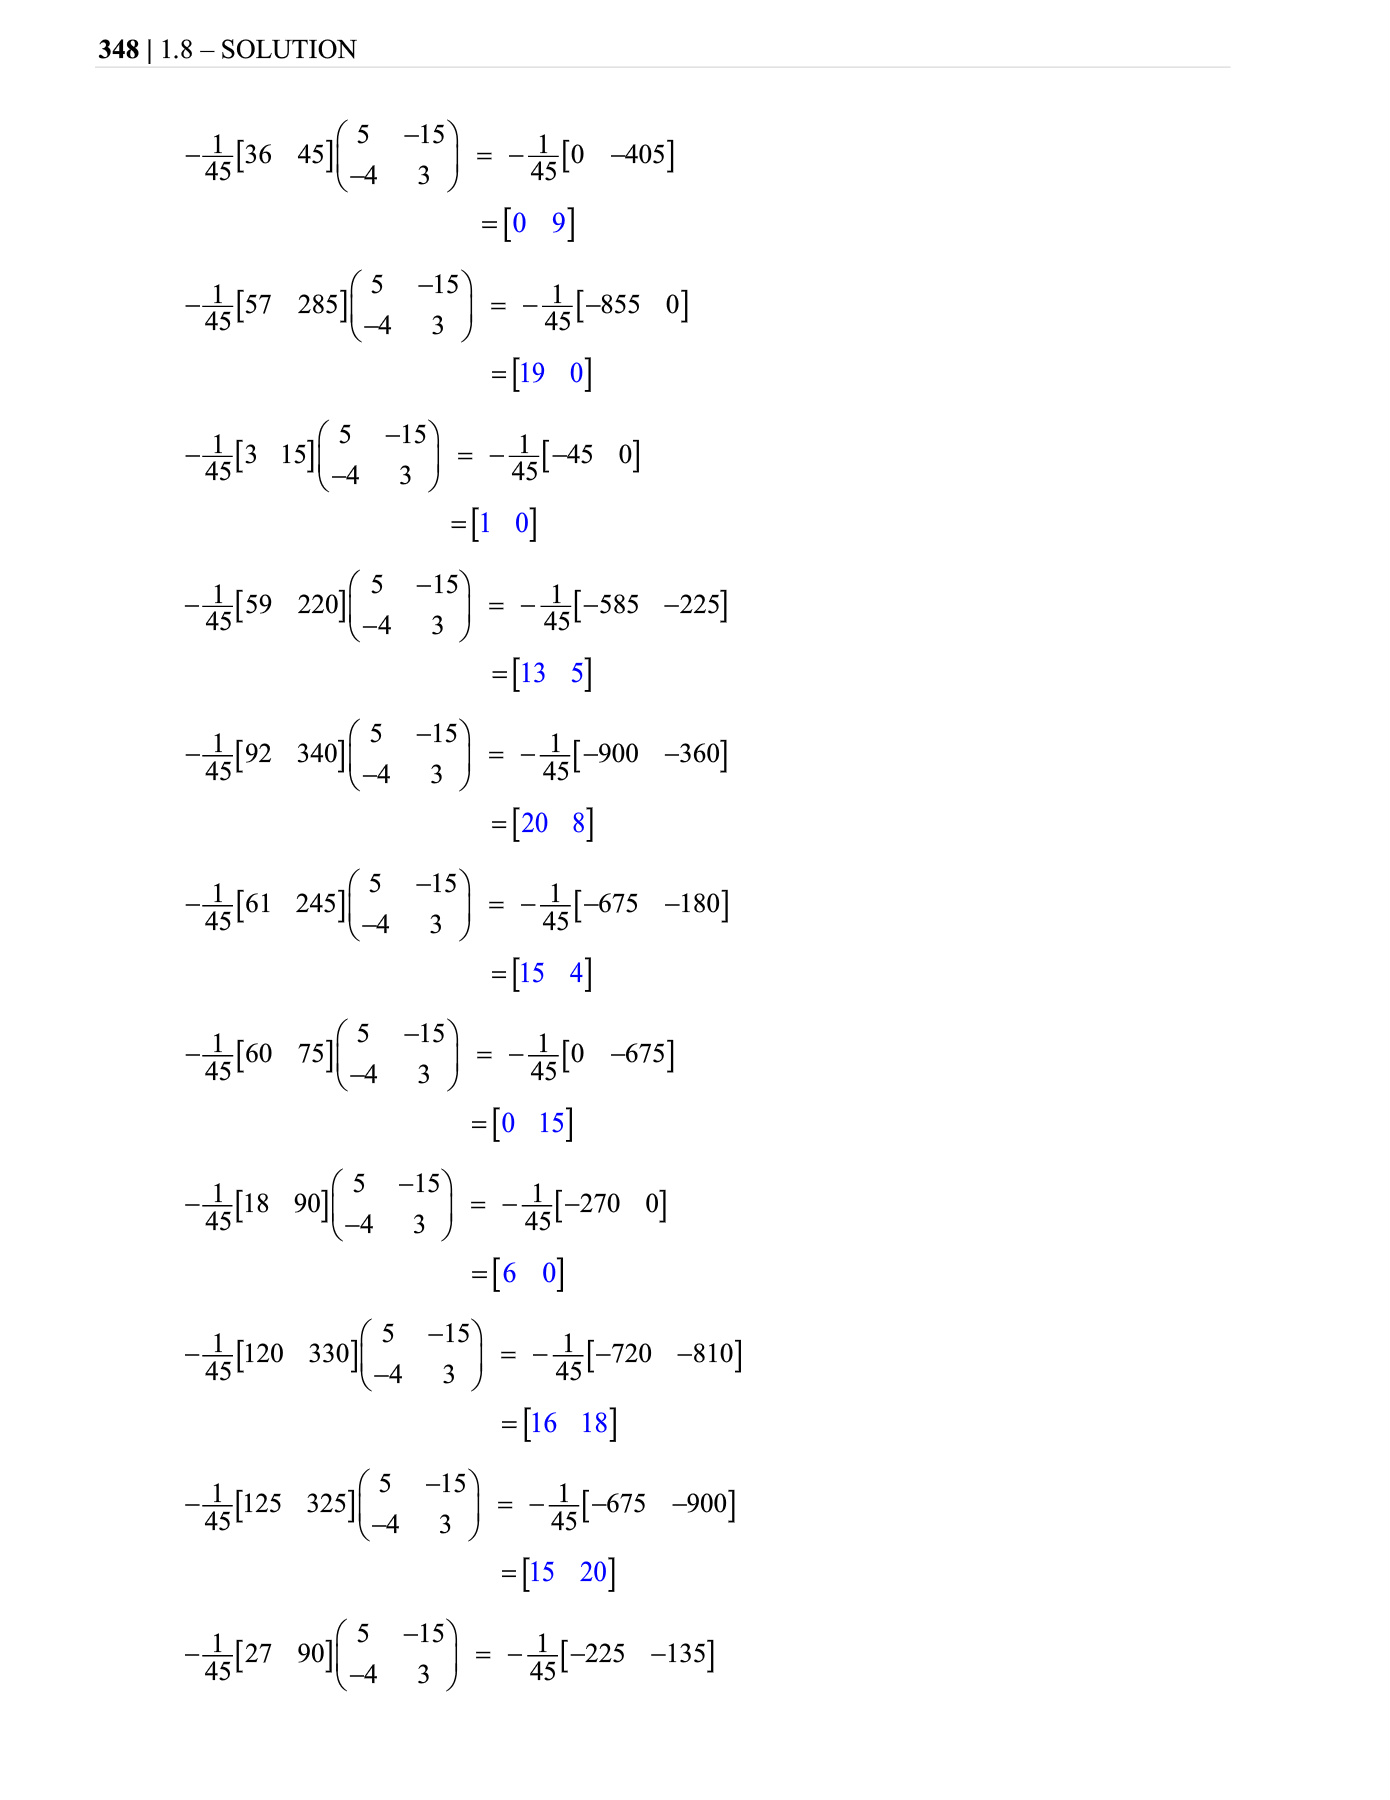 348 | 1.8 – SOLUTION
−1/45[36 45](5 −15; −4 3) = −1/45[0 −405]
=[0 9]
−1/45[57 285](5 −15; −4 3) = −1/45[−855 0]
=[19 0]
−1/45[3 15](5 −15; −4 3) = −1/45[−45 0]
=[1 0]
−1/45[59 220](5 −15; −4 3) = −1/45[−585 −225]
=[13 5]
−1/45[92 340](5 −15; −4 3) = −1/45[−900 −360]
=[20 8]
−1/45[61 245](5 −15; −4 3) = −1/45[−675 −180]
=[15 4]
−1/45[60 75](5 −15; −4 3) = −1/45[0 −675]
=[0 15]
−1/45[18 90](5 −15; −4 3) = −1/45[−270 0]
=[6 0]
−1/45[120 330](5 −15; −4 3) = −1/45[−720 −810]
=[16 18]
−1/45[125 325](5 −15; −4 3) = −1/45[−675 −900]
=[15 20]
−1/45[27 90](5 −15; −4 3) = −1/45[−225 −135]